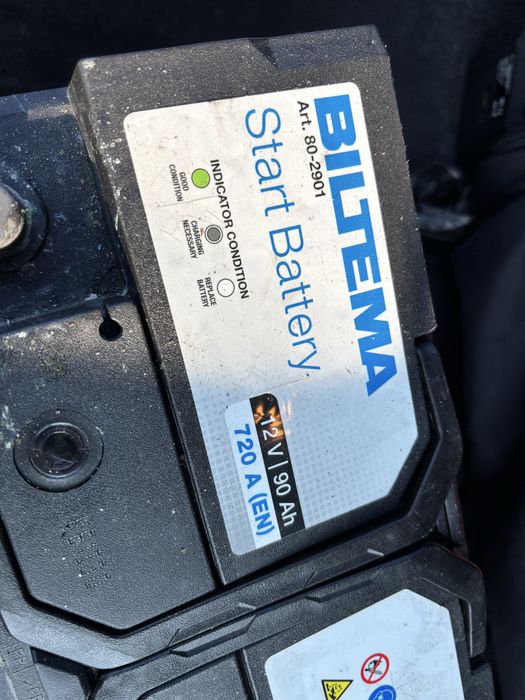 BILTEMA
Art. 80-2901
Start Battery
INDICATOR CONDITION
GOOD
CONDITION
CHARGING
NECESSARY
REPLACE
BATTERY
12 V | 90 Ah
720 A (EN)